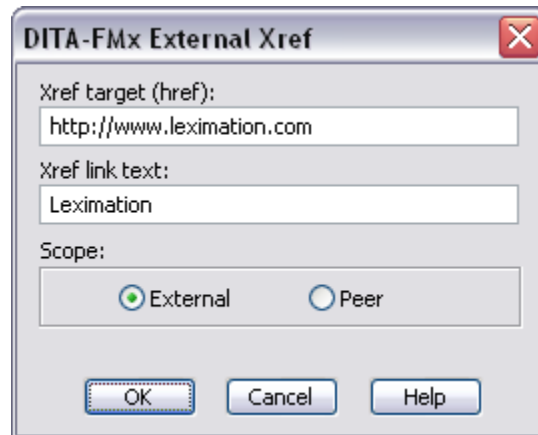 DITA-FMx External Xref
Xref target (href):
http://www.leximation.com
Xref link text:
Leximation
Scope:
External Peer
OK Cancel Help